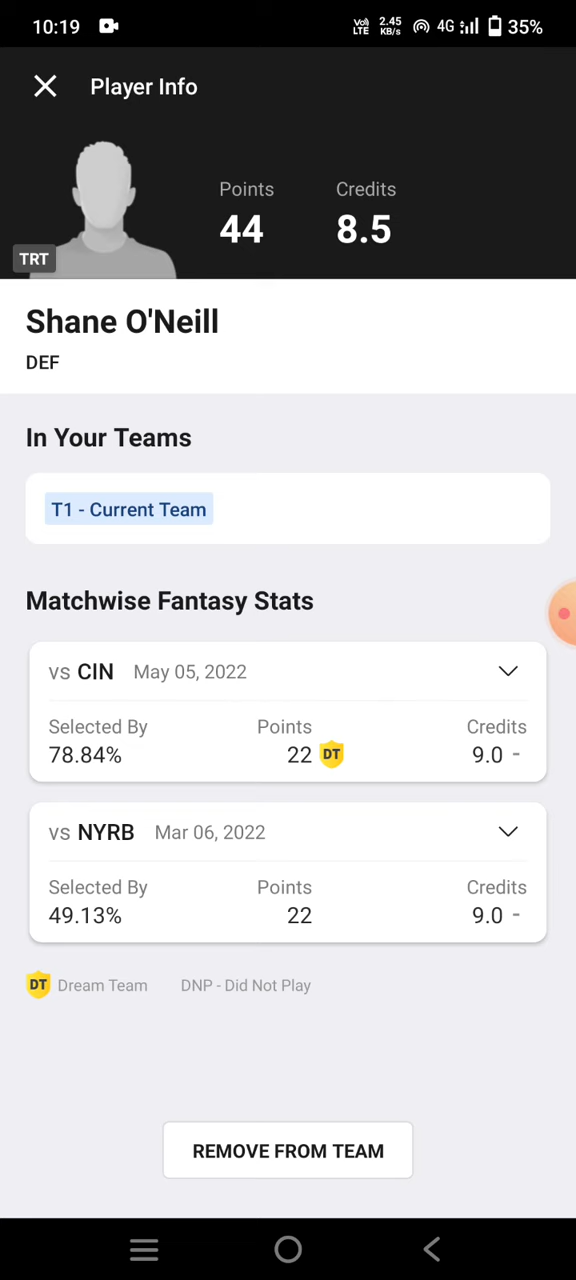 10:19 Vo) LTE 2.45 KB/s 4G 35%
Player Info
Points Credits
44 8.5
TRT
Shane O'Neill
DEF
In Your Teams
T1 - Current Team
Matchwise Fantasy Stats
vs CIN May 05, 2022
Selected By Points Credits
78.84% 22 DT 9.0 -
vs NYRB Mar 06, 2022
Selected By Points Credits
49.13% 22 9.0 -
DT Dream Team DNP - Did Not Play
REMOVE FROM TEAM